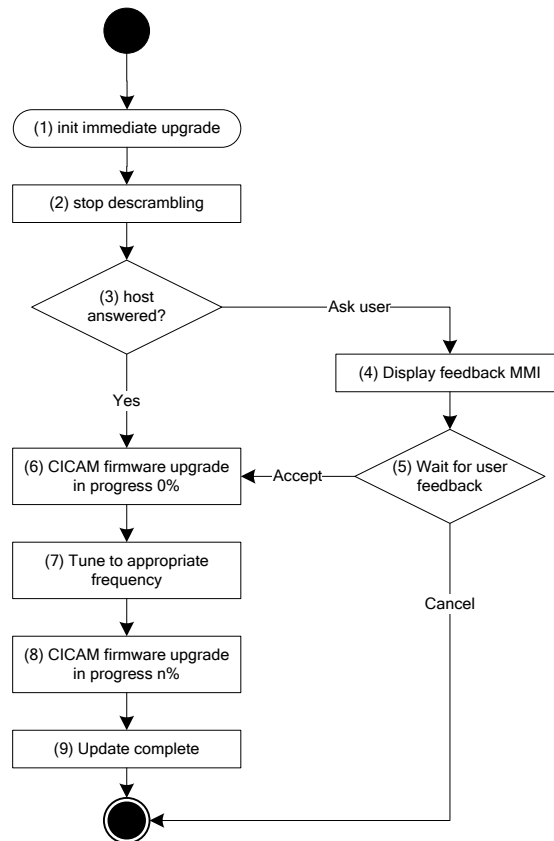 (1) init immediate upgrade
(2) stop descrambling
(3) host
answered?
Ask user
(4) Display feedback MMI
Yes
(5) Wait for user
feedback
Accept
(6) CICAM firmware upgrade
in progress 0%
(7) Tune to appropriate
frequency
Cancel
(8) CICAM firmware upgrade
in progress n%
(9) Update complete